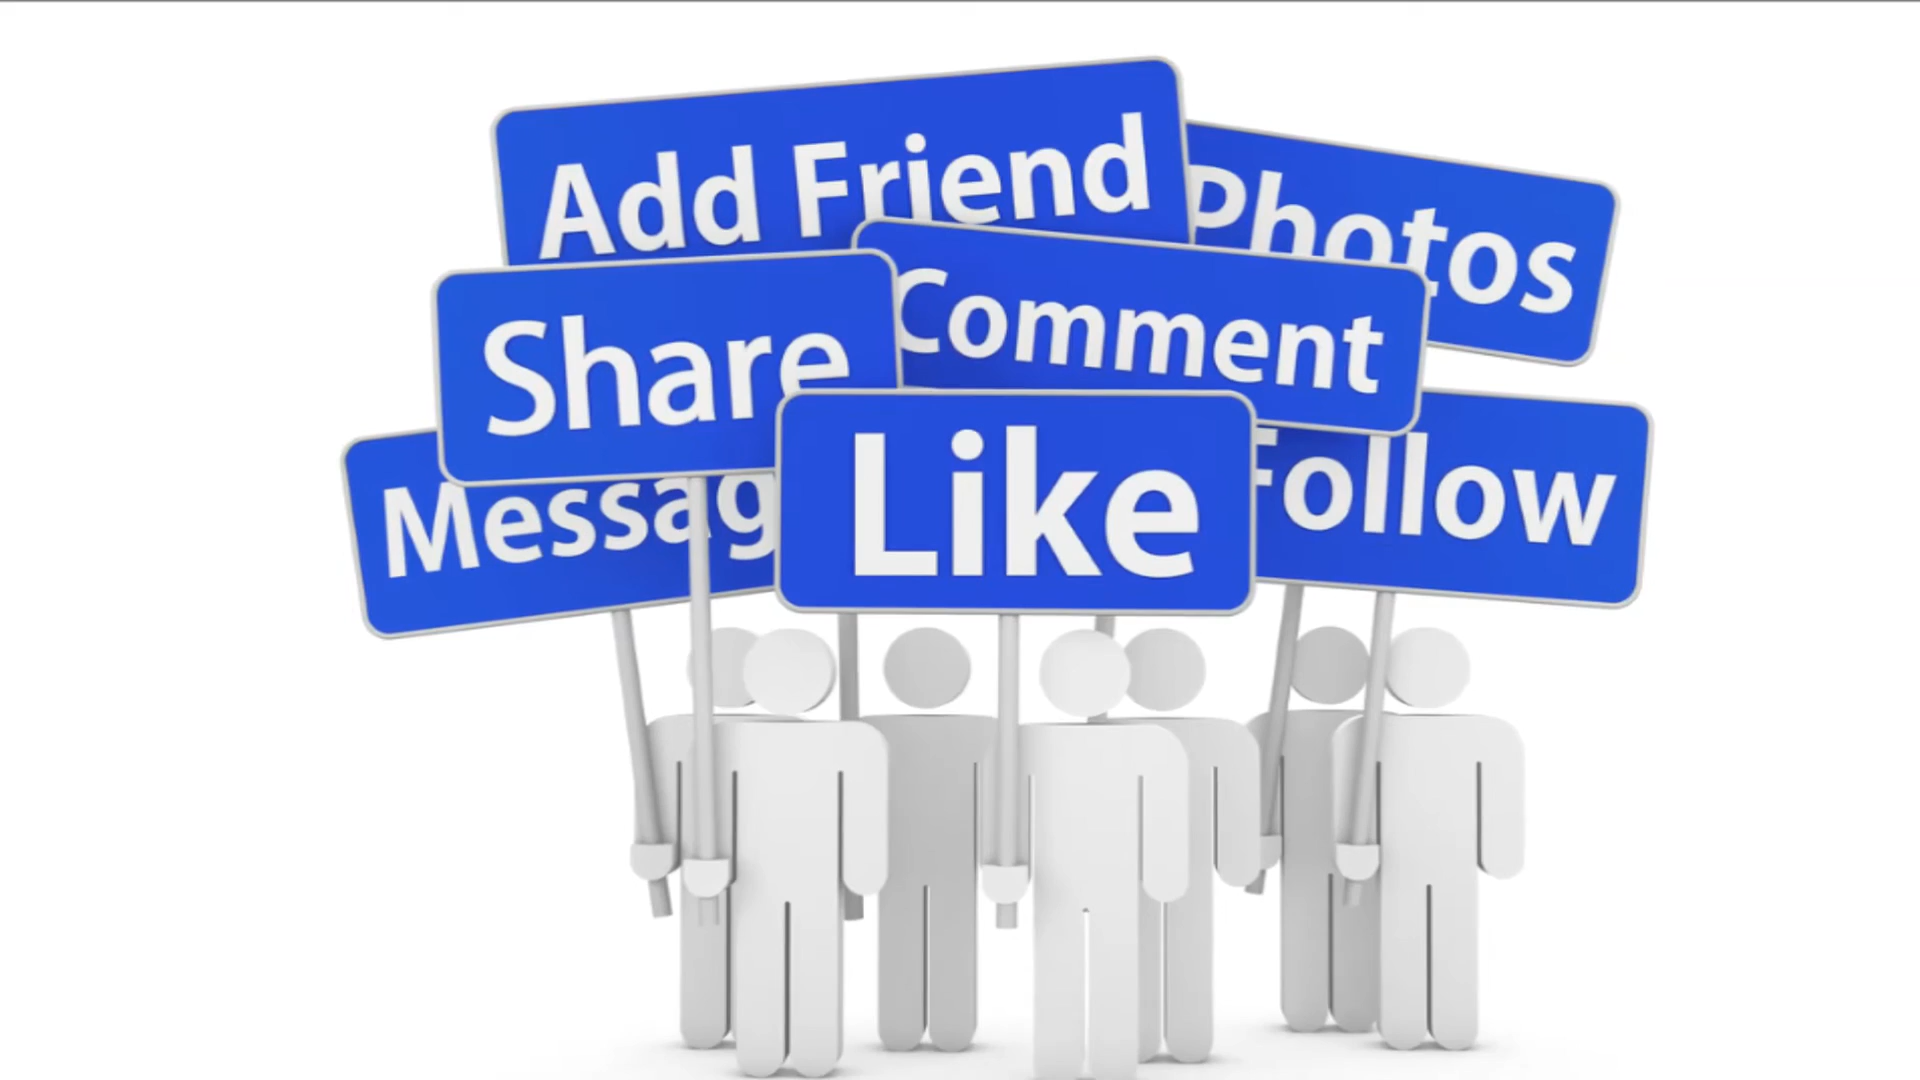 Add Friend
Photos
Comment
Share
Messag
Like
Follow